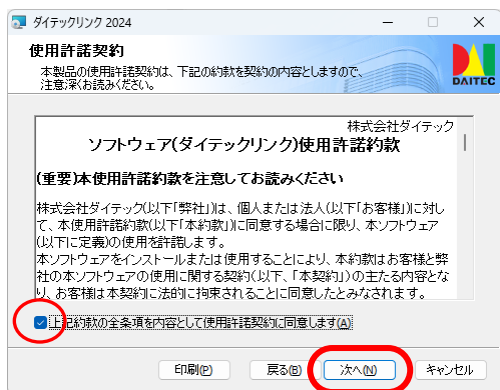 ダイテックリンク 2024
使用許諾契約
本製品の使用許諾契約は、下記の約款を契約の内容としますので、
注意深くお読みください。
DAITEC
株式会社ダイテック
ソフトウェア(ダイテックリンク)使用許諾約款
(重要)本使用許諾約款を注意してお読みください
株式会社ダイテック(以下「弊社」)は、個人または法人(以下「お客様」)に対し
て、本使用許諾約款(以下「本約款」)に同意する場合に限り、本ソフトウェア
(以下に定義)の使用を許諾します。
本ソフトウェアをインストールまたは使用することにより、本約款はお客様と弊
社の本ソフトウェアの使用に関する契約(以下、「本契約」)の主たる内容とな
り、お客様は本契約に法的に拘束されることに同意したとみなされます。
上記約款の全条項を内容として使用許諾契約に同意します(A)
印刷(P)
戻る(B)
次へ(N)
キャンセル